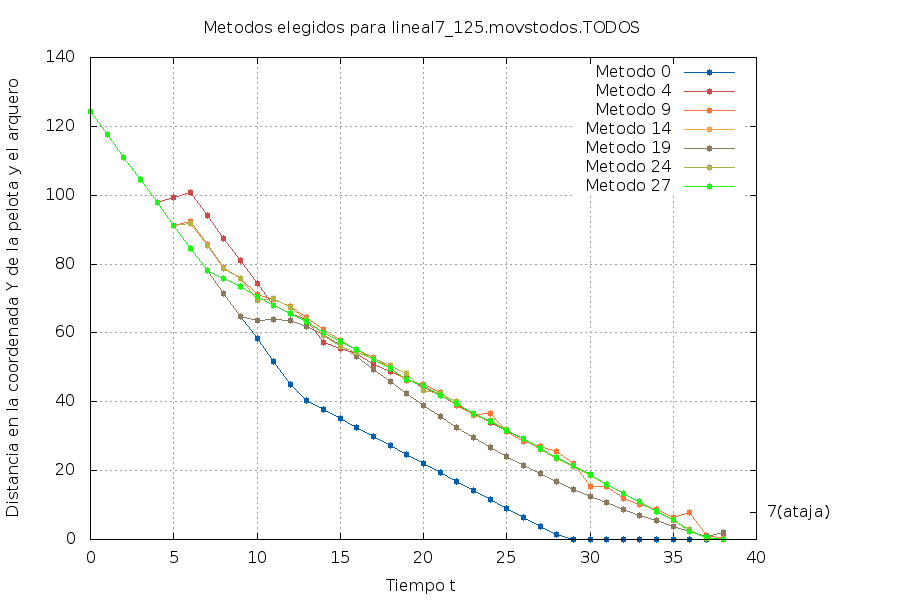 Metodos elegidos para lineal7_125.movstodos.TODOS
Distancia en la coordenada Y de la pelota y el arquero
140
120
100
80
60
40
20
0
Metodo 0
Metodo 4
Metodo 9
Metodo 14
Metodo 19
Metodo 24
Metodo 27
7(ataja)
0 5 10 15 20 25 30 35 40
Tiempo t